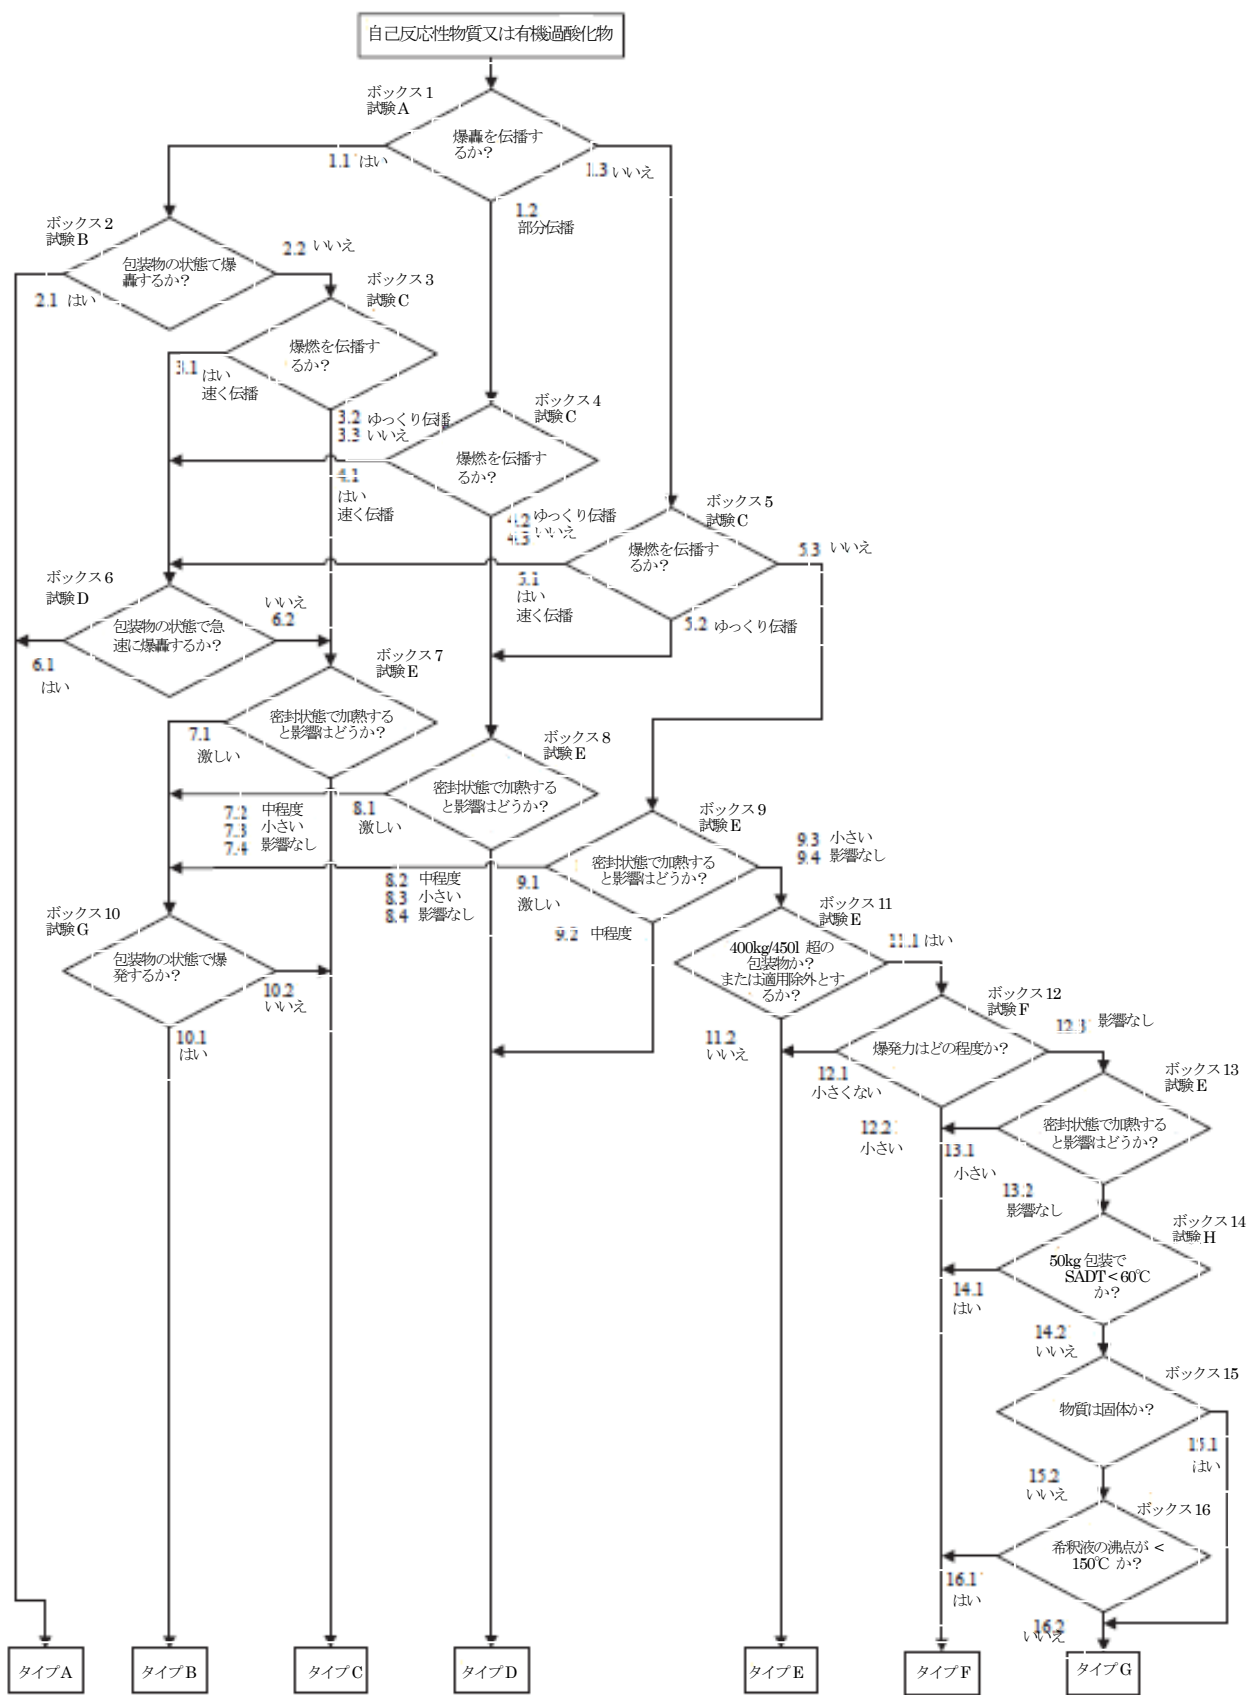 自己反応性物質又は有機過酸化物
ボックス1
試験A
爆轟を伝播す
るか?
1.1 はい
1.3 いいえ
1.2
部分伝播
ボックス2
試験B
包装物の状態で爆
轟するか?
2.2 いいえ
2.1 はい
ボックス3
試験C
爆燃を伝播す
るか?
3.1 はい
速く伝播
3.2 ゆっくり伝播
3.3 いいえ
ボックス4
試験C
爆燃を伝播す
るか?
4.1
はい
速く伝播
4.2 ゆっくり伝播
4.3 いいえ
ボックス5
試験C
爆燃を伝播す
るか?
5.3 いいえ
5.1
はい
速く伝播
5.2 ゆっくり伝播
ボックス6
試験D
包装物の状態で急
速に爆轟するか?
いいえ
6.2
6.1
はい
ボックス7
試験E
密封状態で加熱する
と影響はどうか?
7.1
激しい
7.2 中程度
7.3 小さい
7.4 影響なし
ボックス8
試験E
密封状態で加熱する
と影響はどうか?
8.1
激しい
8.2 中程度
8.3 小さい
8.4 影響なし
ボックス9
試験E
密封状態で加熱する
と影響はどうか?
9.3 小さい
9.4 影響なし
9.1
激しい
9.2 中程度
ボックス10
試験G
包装物の状態で爆
発するか?
10.2
いいえ
10.1
はい
ボックス11
試験E
400kg/450l 超の
包装物か?
または適用除外とす
るか?
11.1 はい
11.2
いいえ
ボックス12
試験F
爆発力はどの程度か?
12.3 影響なし
12.1
小さくない
12.2
小さい
ボックス13
試験E
密封状態で加熱する
と影響はどうか?
13.1
小さい
13.2
影響なし
ボックス14
試験H
50kg 包装で
SADT<60℃
か?
14.1
はい
14.2
いいえ
ボックス15
物質は固体か?
15.1
はい
15.2
いいえ
ボックス16
希釈液の沸点が <
150℃ か?
16.1
はい
16.2
いいえ
タイプA
タイプB
タイプC
タイプD
タイプE
タイプF
タイプG